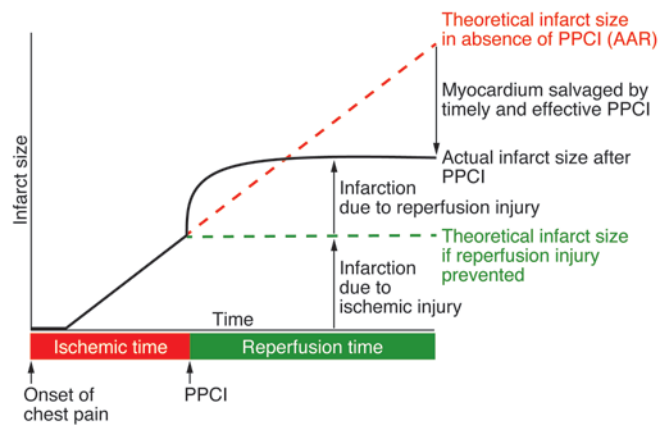 Theoretical infarct size
in absence of PPCI (AAR)
Myocardium salvaged by
timely and effective PPCI
Actual infarct size after
PPCI
Infarct size
Infarction
due to reperfusion injury
Theoretical infarct size
if reperfusion injury
prevented
Infarction
due to
ischemic injury
Time
Ischemic time
Reperfusion time
Onset of
chest pain
PPCI